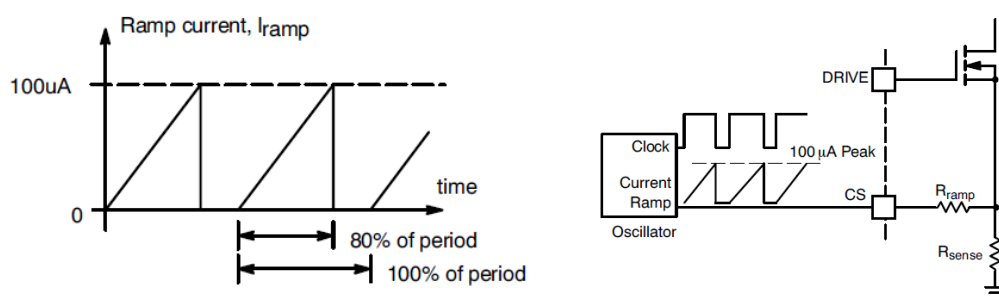 Ramp current, Iramp
100uA
time
0
80% of period
100% of period
DRIVE
Clock
100 μA Peak
Current
Ramp
CS
Rramp
Oscillator
Rsense